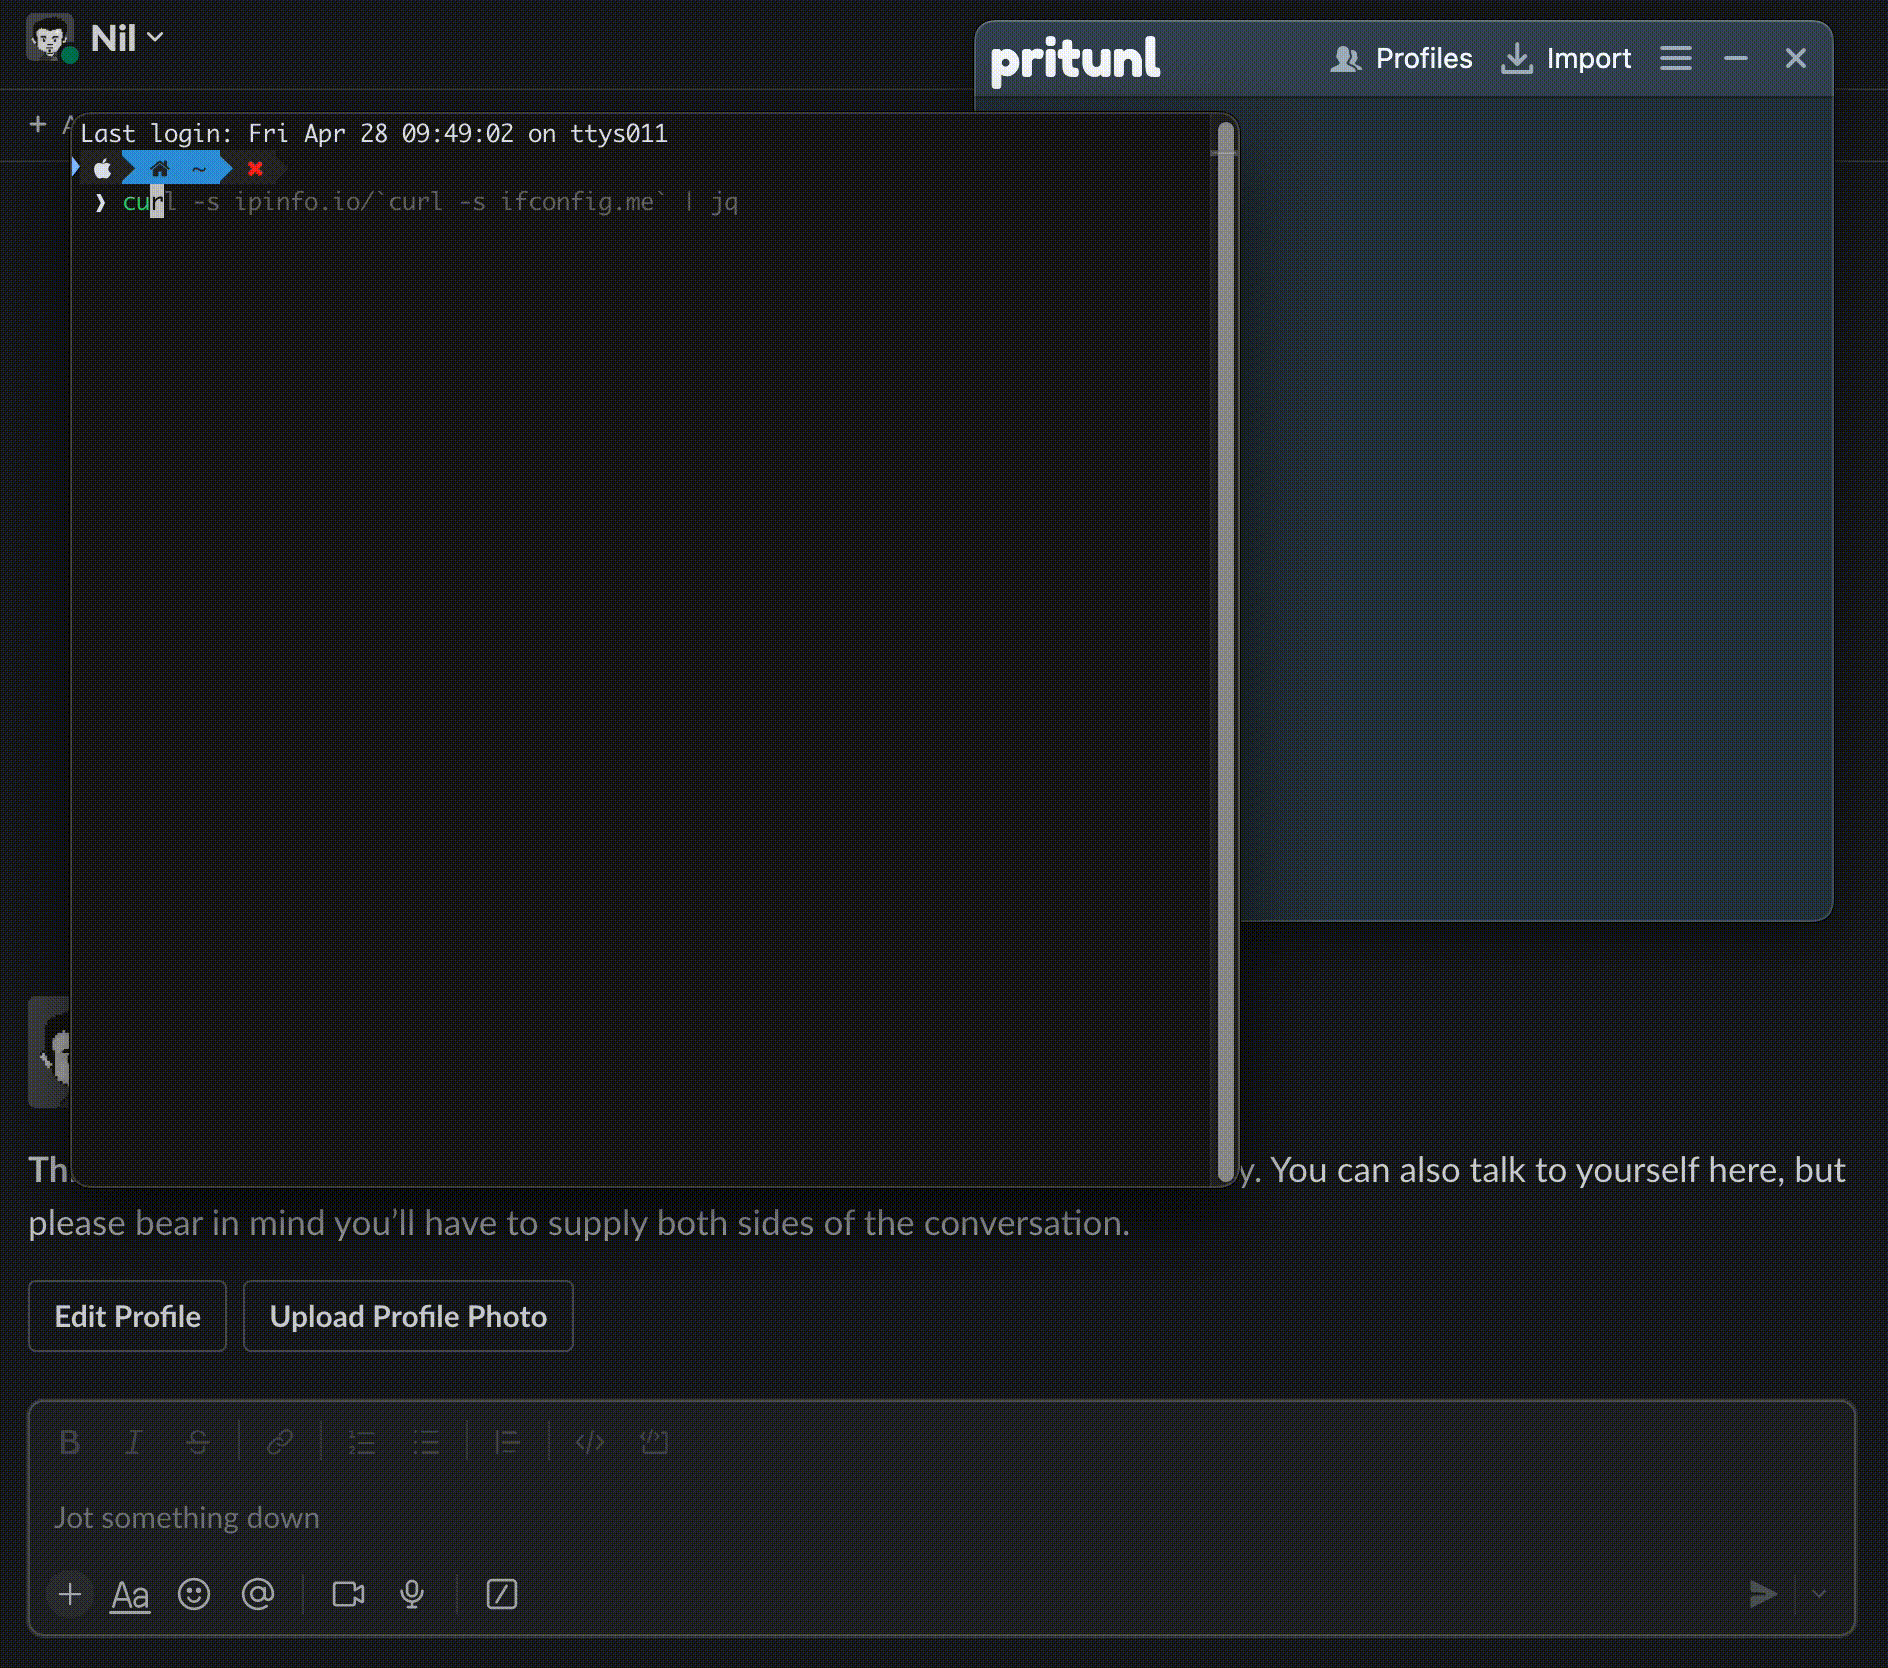 Nil
pritunl
Profiles
Import
+ A
Last login: Fri Apr 28 09:49:02 on ttys011
~
❯ curl -s ipinfo.io/`curl -s ifconfig.me` | jq
y. You can also talk to yourself here, but
please bear in mind you’ll have to supply both sides of the conversation.
Edit Profile
Upload Profile Photo
Jot something down
Aa